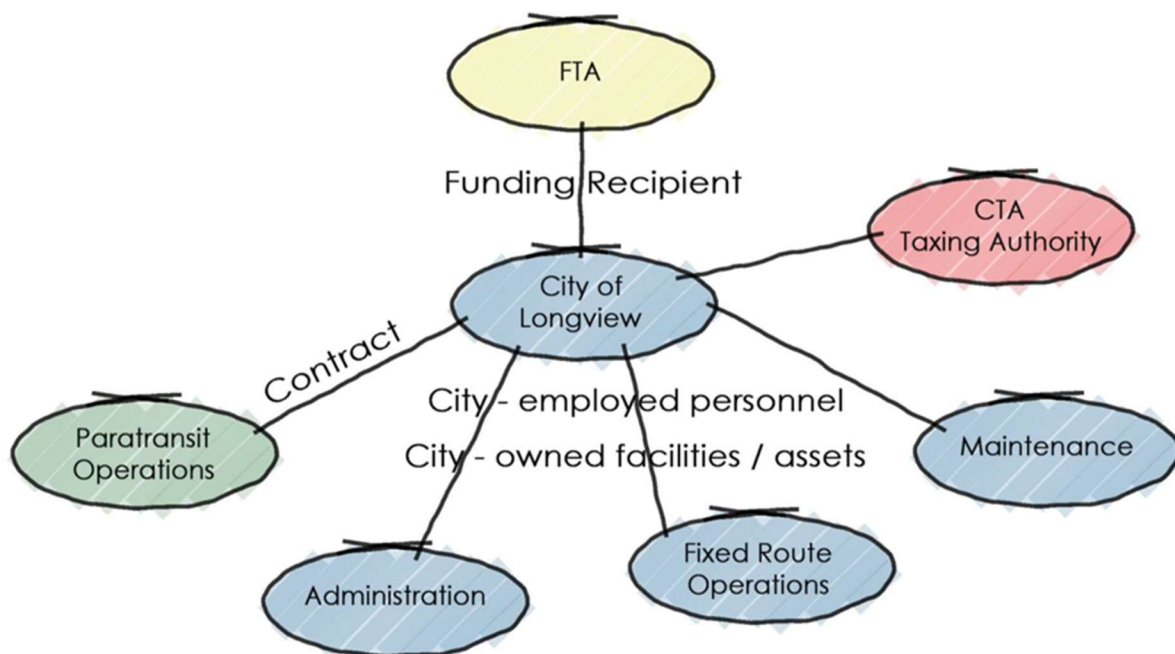 FTA
Funding Recipient
CTA
Taxing Authority
City of
Longview
Contract
City - employed personnel
City - owned facilities / assets
Paratransit
Operations
Maintenance
Administration
Fixed Route
Operations